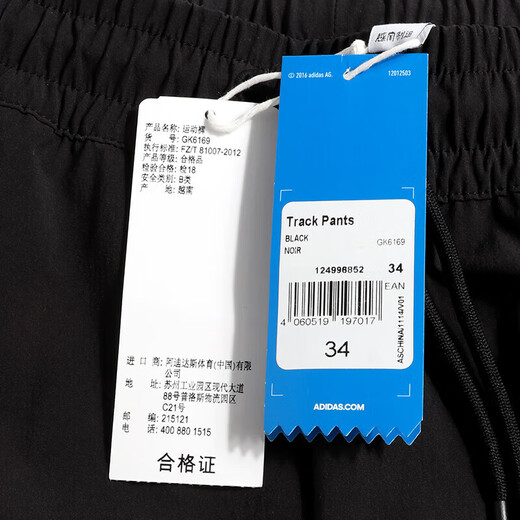 越南制造
产品名称: 运动裤
货 号: GK6169
执行标准: FZ/T 81007-2012
产品等级: 合格品
检验合格: 检18
安全类别: B类
产 地: 越南
进 口 商: 阿迪达斯体育(中国)有限
公司
地 址: 苏州工业园区现代大道
88号普洛斯物流园区
C21号
邮 编: 215121
电 话: 400 880 1515
合格证
© 2016 adidas AG.
12012503
Track Pants
BLACK
GK6169
NOIR
124998852
34
EAN
4 060519 197017
ASCHINA/1114/V01
34
ADIDAS.COM